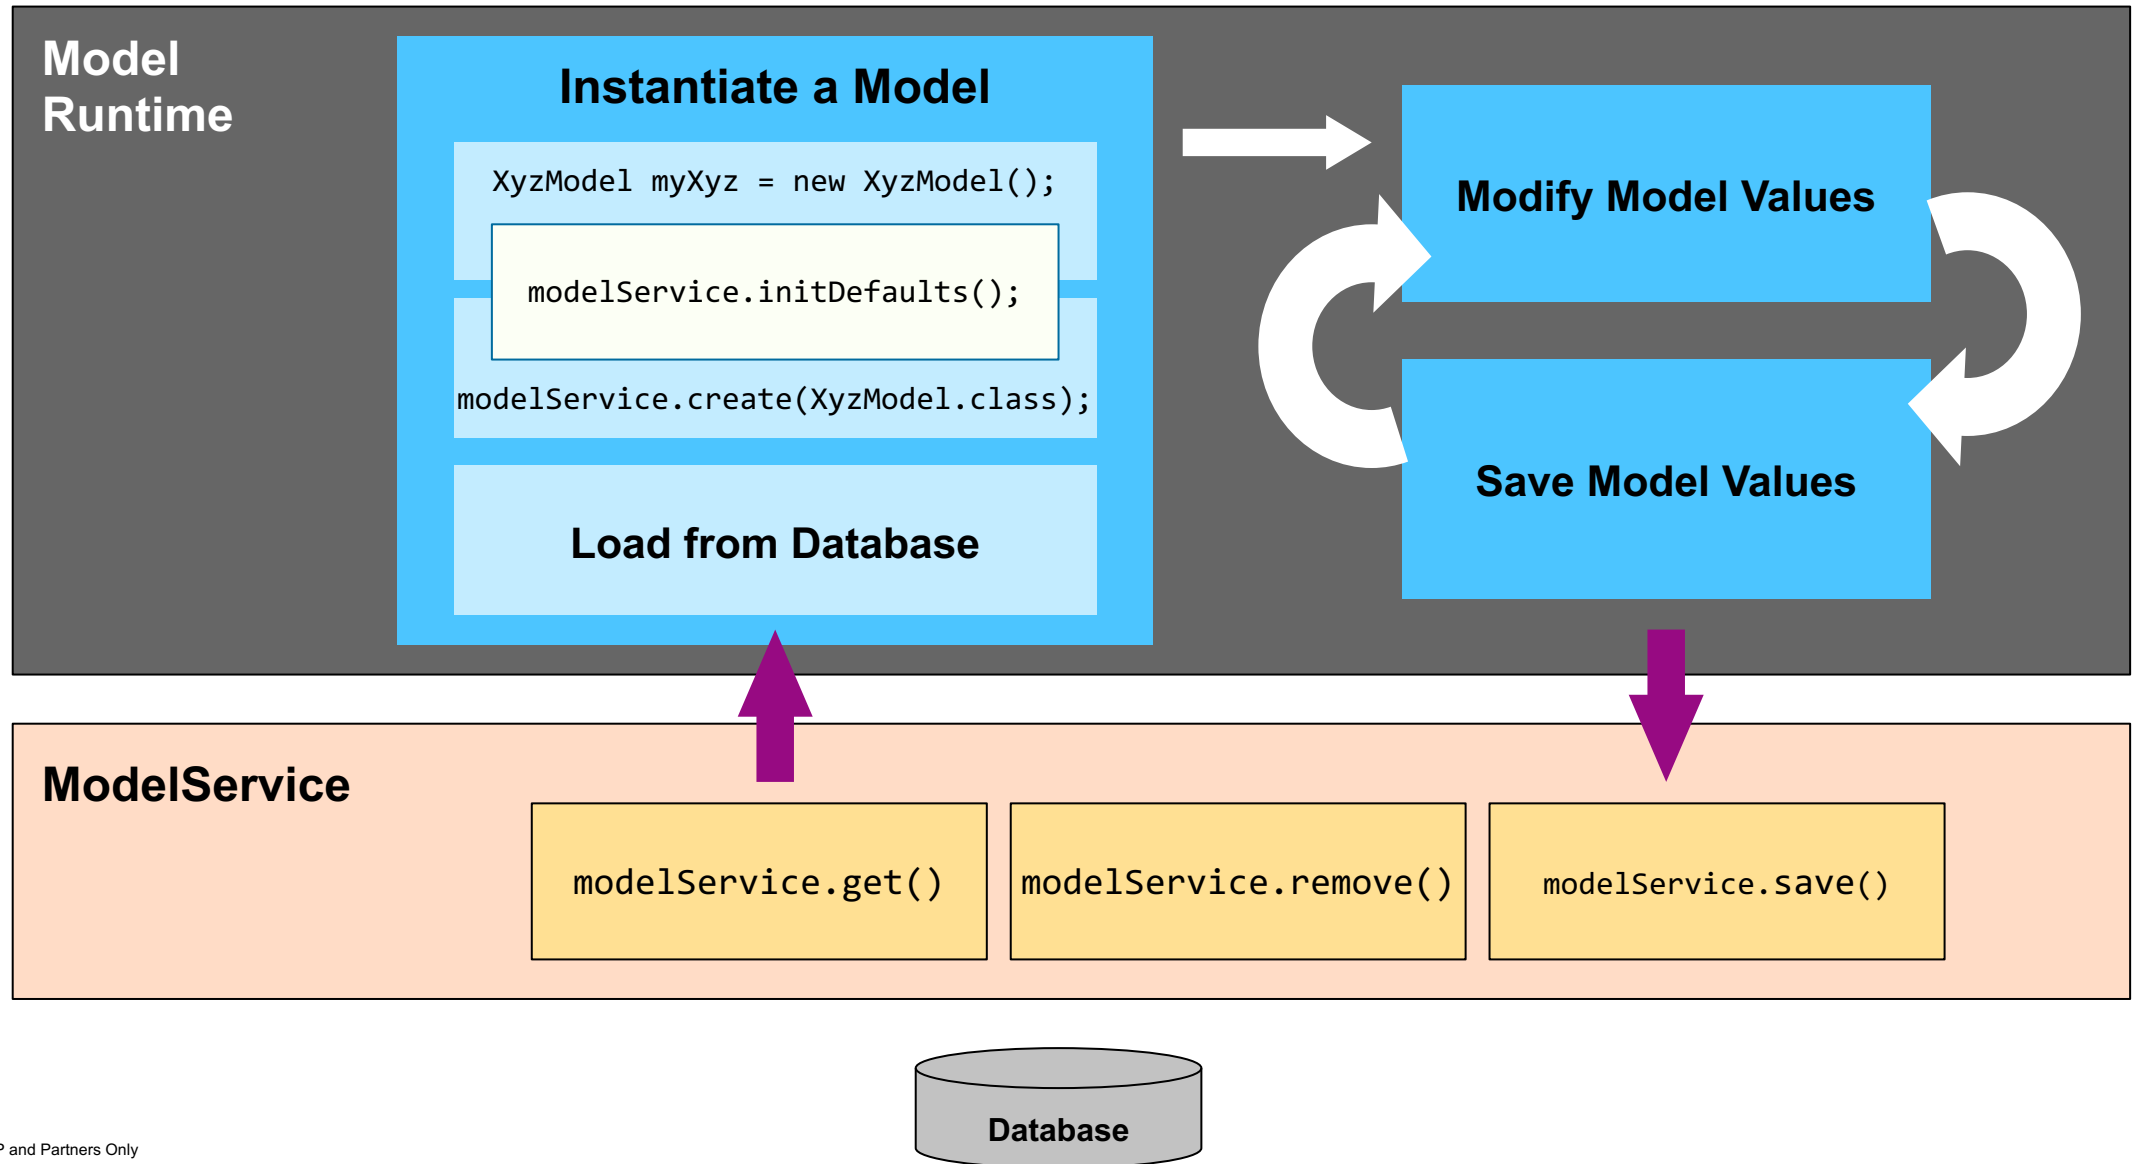 Model
Runtime
Instantiate a Model
XyzModel myXyz = new XyzModel();
modelService.initDefaults();
modelService.create(XyzModel.class);
Load from Database
Modify Model Values
Save Model Values
ModelService
modelService.get()
modelService.remove()
modelService.save()
Database
P and Partners Only